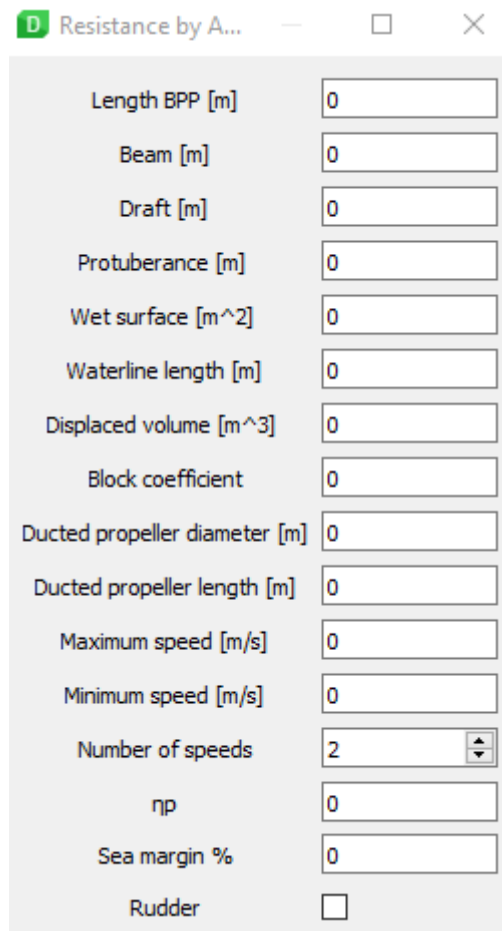 D Resistance by A...
Length BPP [m] 0
Beam [m] 0
Draft [m] 0
Protuberance [m] 0
Wet surface [m^2] 0
Waterline length [m] 0
Displaced volume [m^3] 0
Block coefficient 0
Ducted propeller diameter [m] 0
Ducted propeller length [m] 0
Maximum speed [m/s] 0
Minimum speed [m/s] 0
Number of speeds 2
ηp 0
Sea margin % 0
Rudder